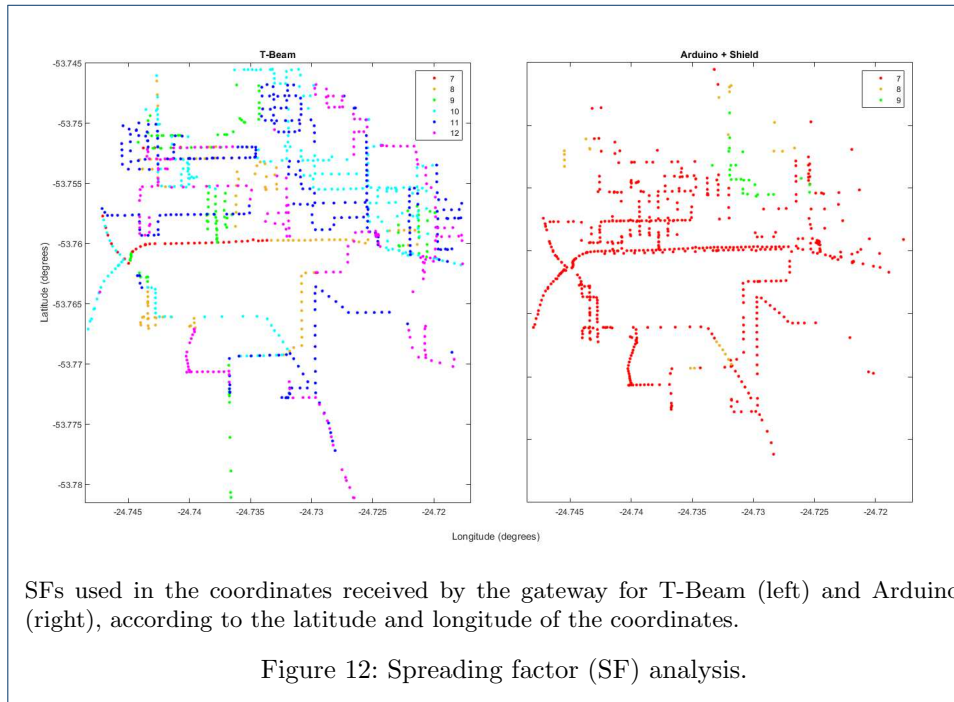 T-Beam
Arduino + Shield
-53.745
-53.75
-53.755
-53.76
-53.765
-53.77
-53.775
-53.78
Latitude (degrees)
7
8
9
10
11
12
7
8
9
-24.745 -24.74 -24.735 -24.73 -24.725 -24.72
-24.745 -24.74 -24.735 -24.73 -24.725 -24.72
Longitude (degrees)
SFs used in the coordinates received by the gateway for T-Beam (left) and Arduino
(right), according to the latitude and longitude of the coordinates.
Figure 12: Spreading factor (SF) analysis.